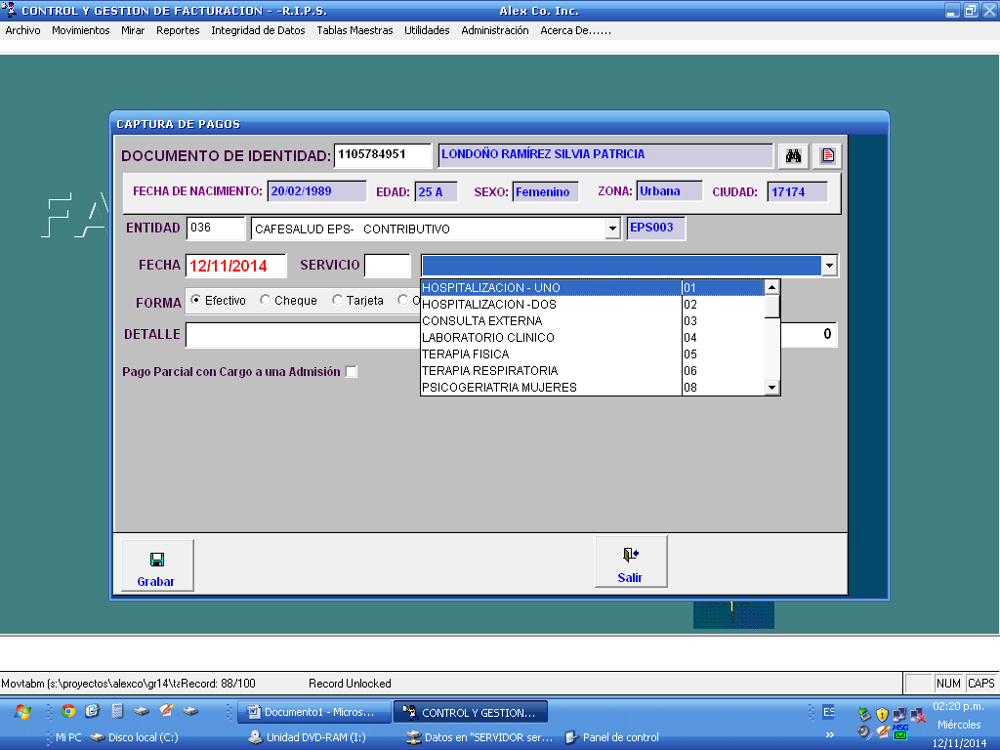 CONTROL Y GESTION DE FACTURACION - -R.I.P.S. Alex Co. Inc.
Archivo Movimientos Mirar Reportes Integridad de Datos Tablas Maestras Utilidades Administración Acerca De......
FA
CAPTURA DE PAGOS
DOCUMENTO DE IDENTIDAD: 1105784951 LONDOÑO RAMÍREZ SILVIA PATRICIA
FECHA DE NACIMIENTO: 20/02/1989 EDAD: 25 A SEXO: Femenino ZONA: Urbana CIUDAD: 17174
ENTIDAD 036 CAFESALUD EPS- CONTRIBUTIVO EPS003
FECHA 12/11/2014 SERVICIO
HOSPITALIZACION - UNO 01
FORMA Efectivo Cheque Tarjeta O
HOSPITALIZACION -DOS 02
CONSULTA EXTERNA 03
DETALLE 0
LABORATORIO CLINICO 04
TERAPIA FISICA 05
Pago Parcial con Cargo a una Admisión
TERAPIA RESPIRATORIA 06
PSICOGERIATRIA MUJERES 08
Grabar Salir
Movtabm (s:\proyectos\alexco\gr14\ta Record: 88/100 Record Unlocked NUM CAPS
Documento1 - Micros... CONTROL Y GESTION... ES 02:20 p.m.
Miércoles
MSG
Mi PC Disco local (C:) Unidad DVD-RAM (I:) Datos en "SERVIDOR ser... Panel de control »
12/11/2014